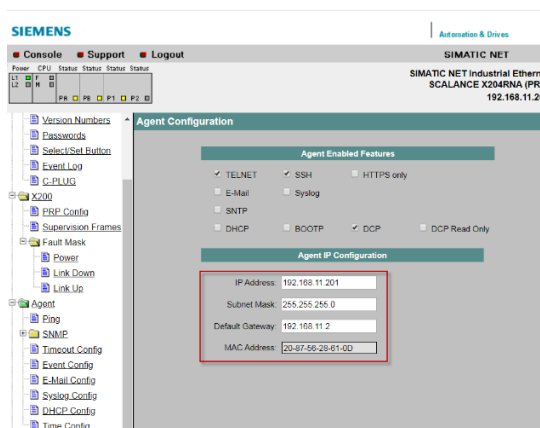 SIEMENS
Automation & Drives
Console Support Logout
SIMATIC NET
Power CPU Status Status Status Status
L1 F
L2 M
P1 P2
SIMATIC NET Industrial Ethern
SCALANCE X204RNA (PR
192.168.11.20
Version Numbers
Passwords
Select/Set Button
Event Log
C-PLUG
X200
PRP Config
Supervision Frames
Fault Mask
Power
Link Down
Link Up
Agent
Ping
SNMP
Timeout Config
Event Config
E-Mail Config
Syslog Config
DHCP Config
Time Config
Agent Configuration
Agent Enabled Features
TELNET SSH HTTPS only
E-Mail Syslog
SNTP
DHCP BOOTP DCP DCP Read Only
Agent IP Configuration
IP Address: 192.168.11.201
Subnet Mask: 255.255.255.0
Default Gateway: 192.168.11.2
MAC Address: 20-87-56-28-61-0D